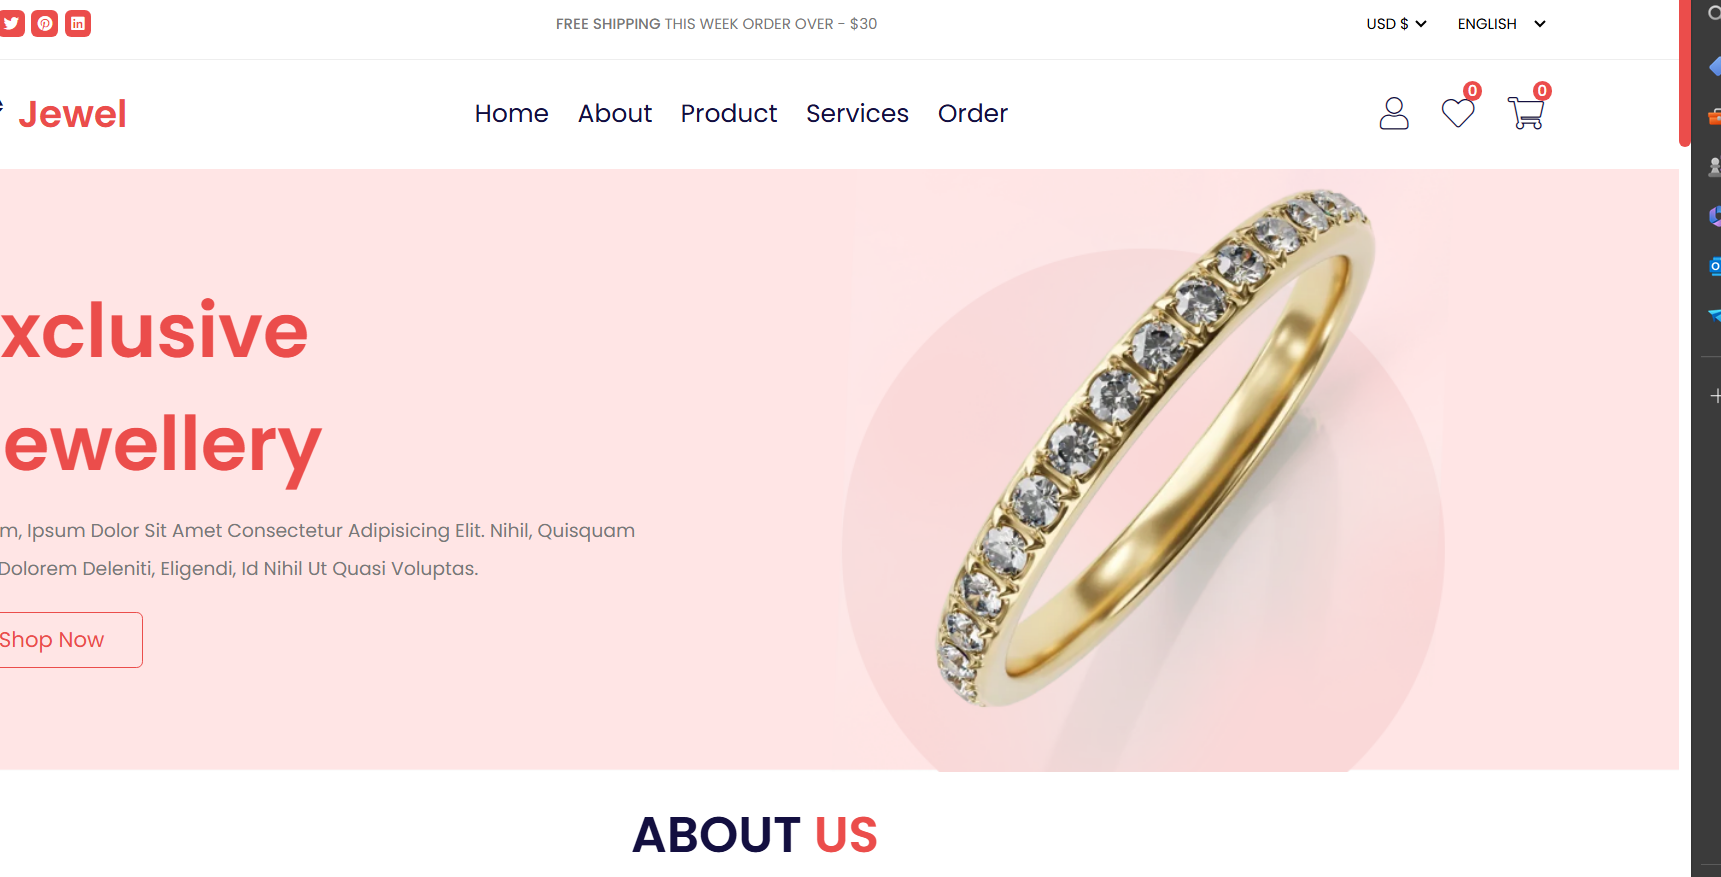 FREE SHIPPING THIS WEEK ORDER OVER - $30
USD $
ENGLISH
Jewel
Home About Product Services Order
0
0
xclusive
ewellery
m, Ipsum Dolor Sit Amet Consectetur Adipisicing Elit. Nihil, Quisquam
Dolorem Deleniti, Eligendi, Id Nihil Ut Quasi Voluptas.
Shop Now
ABOUT US